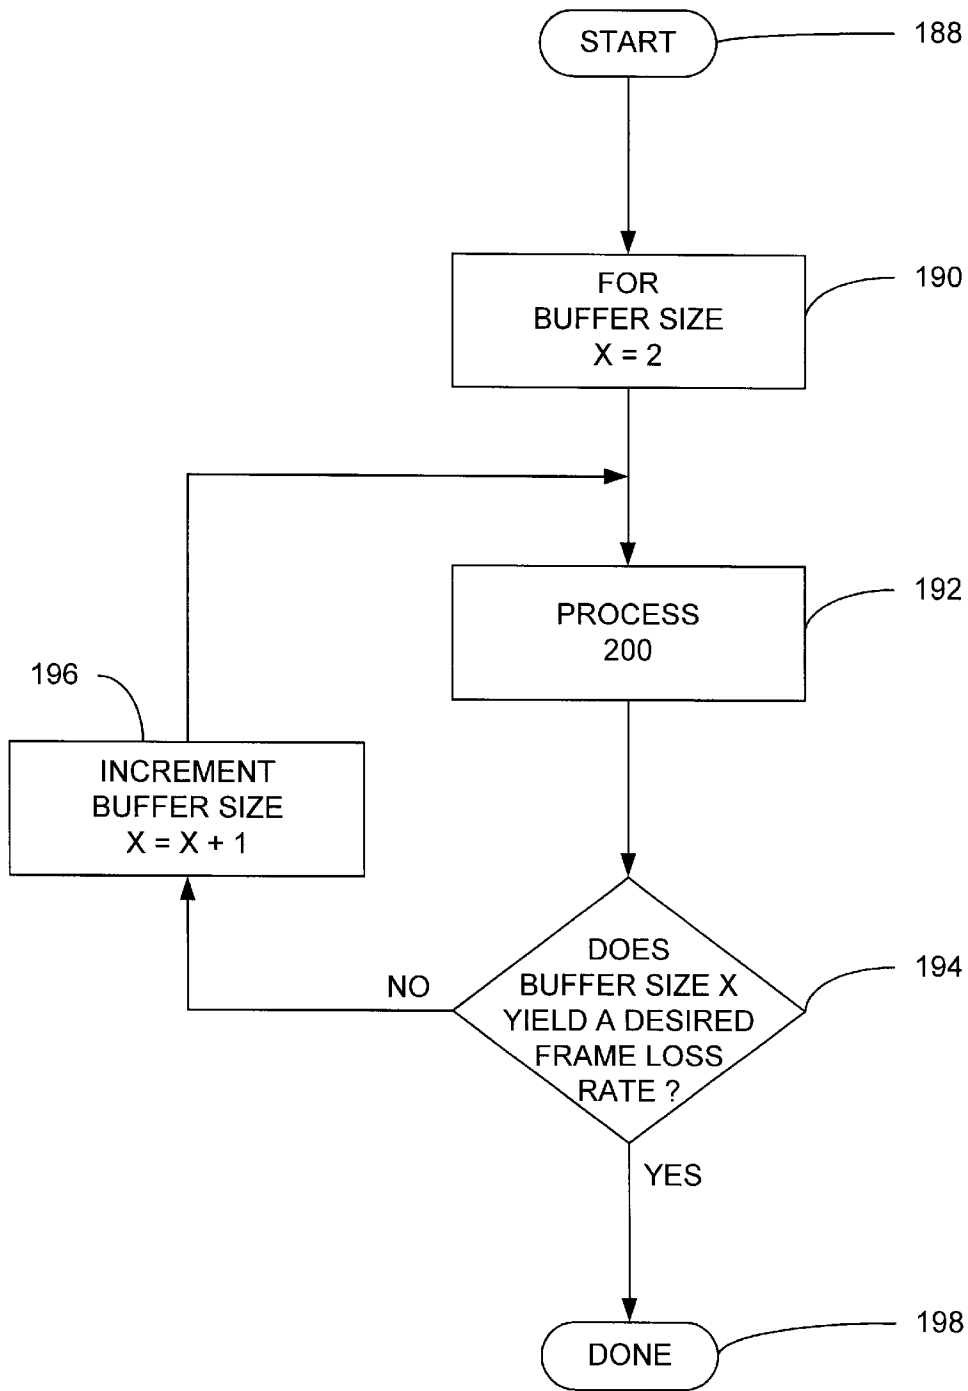 START
188
FOR
BUFFER SIZE
X = 2
190
PROCESS
200
192
196
INCREMENT
BUFFER SIZE
X = X + 1
DOES
BUFFER SIZE X
YIELD A DESIRED
FRAME LOSS
RATE ?
194
NO
YES
DONE
198